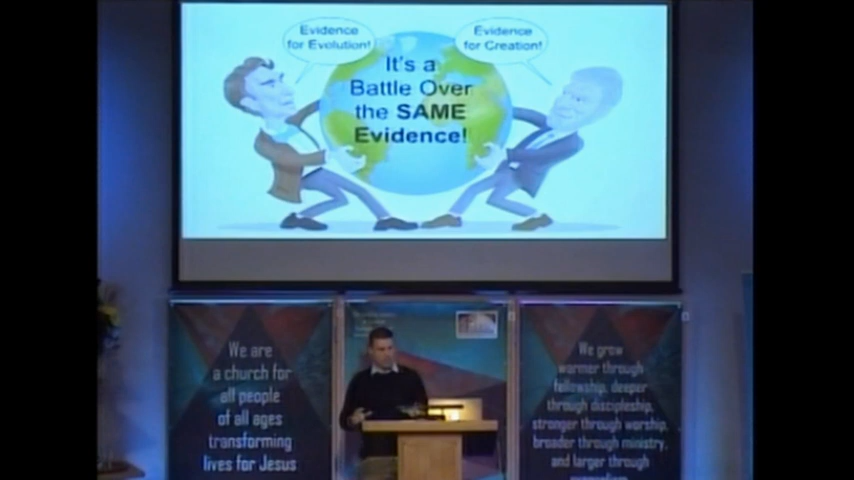 Evidence
for Evolution!
Evidence
for Creation!
It's a
Battle Over
the SAME
Evidence!
We are
a church for
all people
of all ages
transforming
lives for Jesus
We grow
warmer through
fellowship, deeper
through discipleship,
stronger through worship,
broader through ministry,
and larger through